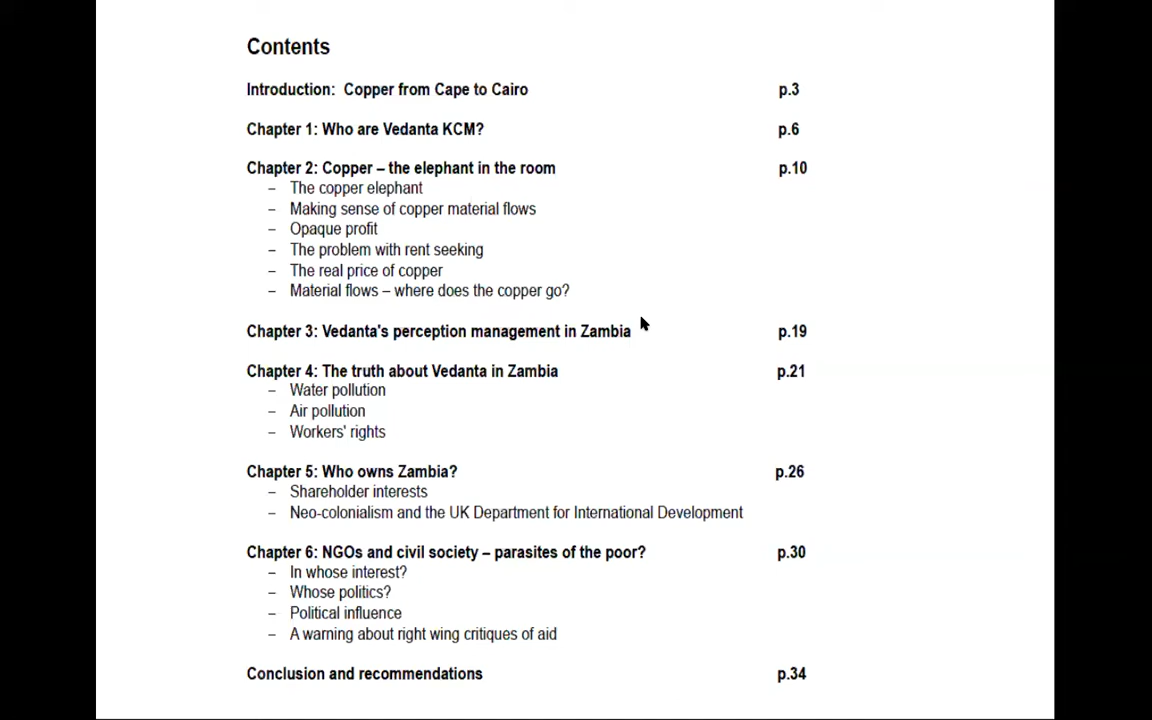 Contents
Introduction: Copper from Cape to Cairo p.3
Chapter 1: Who are Vedanta KCM? p.6
Chapter 2: Copper – the elephant in the room p.10
– The copper elephant
– Making sense of copper material flows
– Opaque profit
– The problem with rent seeking
– The real price of copper
– Material flows – where does the copper go?
Chapter 3: Vedanta's perception management in Zambia p.19
Chapter 4: The truth about Vedanta in Zambia p.21
– Water pollution
– Air pollution
– Workers' rights
Chapter 5: Who owns Zambia? p.26
– Shareholder interests
– Neo-colonialism and the UK Department for International Development
Chapter 6: NGOs and civil society – parasites of the poor? p.30
– In whose interest?
– Whose politics?
– Political influence
– A warning about right wing critiques of aid
Conclusion and recommendations p.34